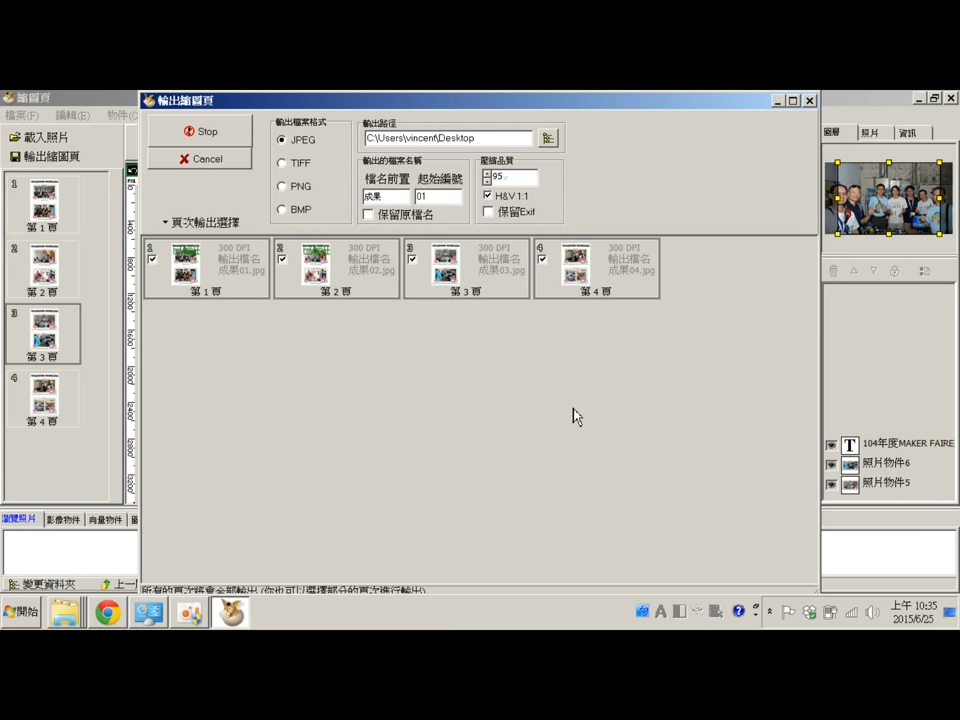 縮圖頁
檔案(F) 編輯(E) 物件(O
載入照片
輸出縮圖頁
1
第 1 頁
2
第 2 頁
3
第 3 頁
4
第 4 頁
瀏覽照片 影像物件 向量物件
變更資料夾 上一
輸出縮圖頁
Stop
Cancel
頁次輸出選擇
輸出檔案格式
JPEG
TIFF
PNG
BMP
輸出路徑
C:\Users\vincent\Desktop
輸出的檔案名稱
檔名前置 起始編號
成果 01
保留原檔名
壓縮品質
95%
H&V 1:1
保留Exif
1
300 DPI
輸出檔名
成果01.jpg
第 1 頁
2
300 DPI
輸出檔名
成果02.jpg
第 2 頁
3
300 DPI
輸出檔名
成果03.jpg
第 3 頁
4
300 DPI
輸出檔名
成果04.jpg
第 4 頁
所有的頁次將會全部輸出 (你也可以選擇部分的頁次進行輸出)
圖層 照片 資訊
104年度MAKER FAIRE
照片物件6
照片物件5
開始
上午 10:35
2015/6/25